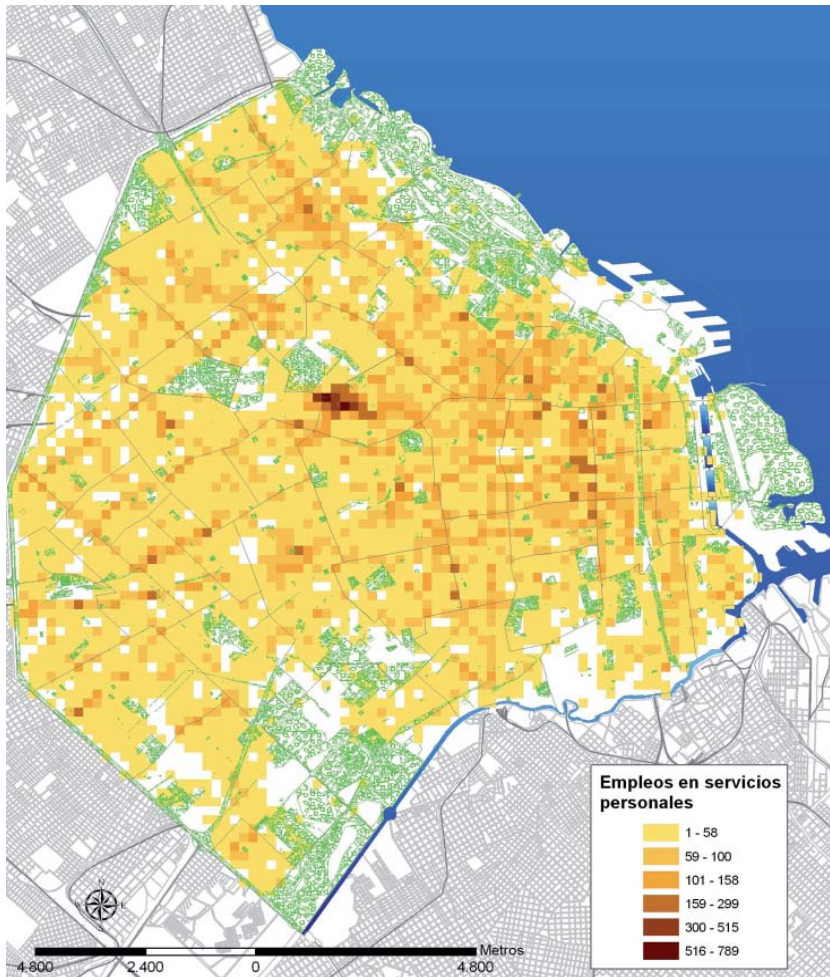 Empleos en servicios
personales
1 - 58
59 - 100
101 - 158
159 - 299
300 - 515
516 - 789
N
W E
S
Metros
4.800 2.400 0 4.800